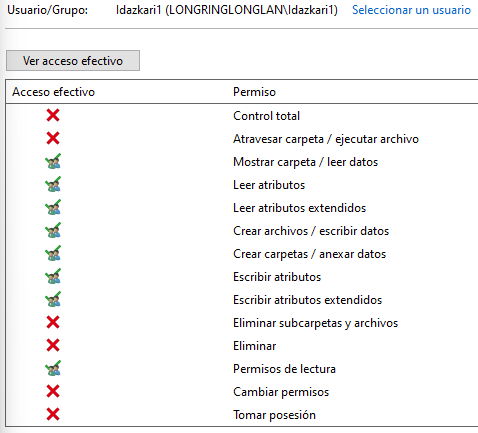 Usuario/Grupo: Idazkari1 (LONGRINGLONGLAN\Idazkari1) Seleccionar un usuario
Ver acceso efectivo
Acceso efectivo Permiso
Control total
Atravesar carpeta / ejecutar archivo
Mostrar carpeta / leer datos
Leer atributos
Leer atributos extendidos
Crear archivos / escribir datos
Crear carpetas / anexar datos
Escribir atributos
Escribir atributos extendidos
Eliminar subcarpetas y archivos
Eliminar
Permisos de lectura
Cambiar permisos
Tomar posesión